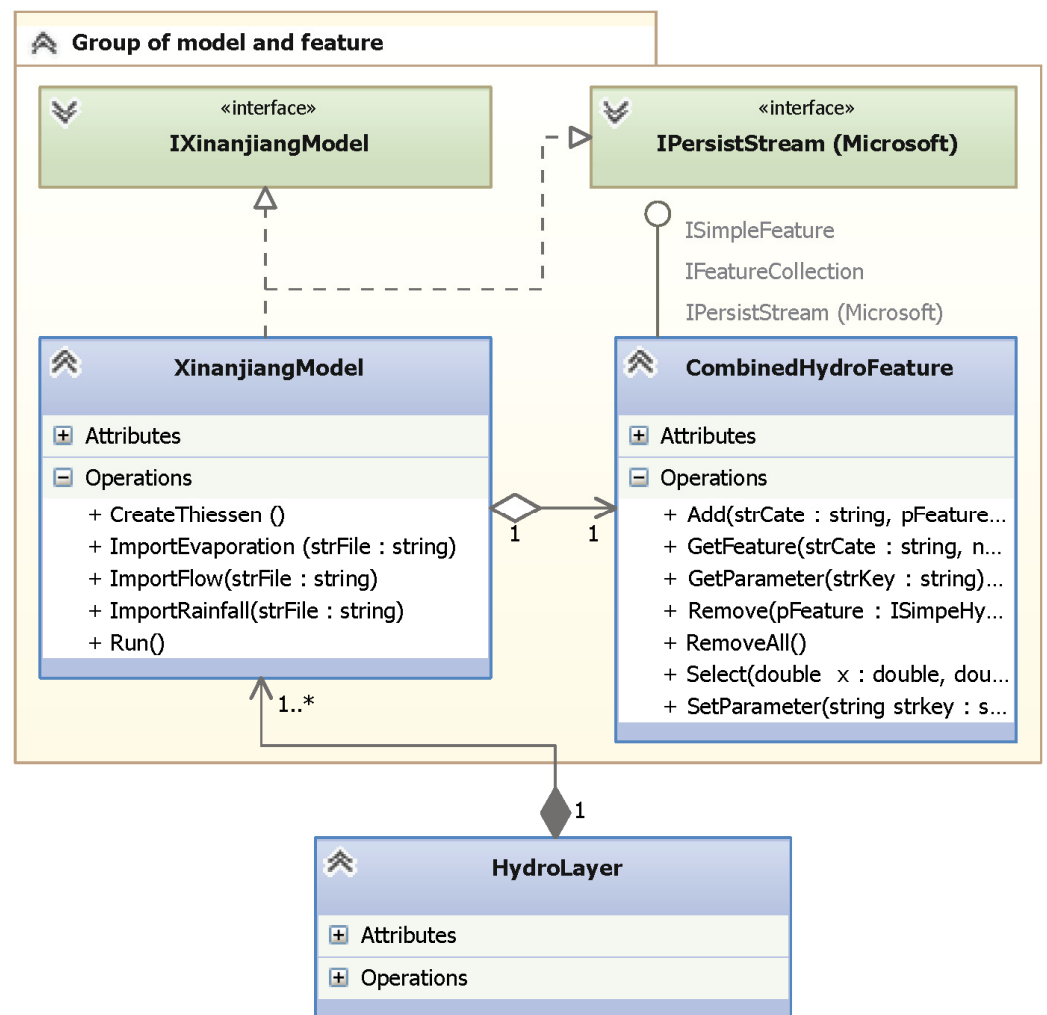 Group of model and feature
«interface»
IXinanjiangModel
«interface»
IPersistStream (Microsoft)
ISimpleFeature
IFeatureCollection
IPersistStream (Microsoft)
XinanjiangModel
Attributes
Operations
+ CreateThiessen ()
+ ImportEvaporation (strFile : string)
+ ImportFlow(strFile : string)
+ ImportRainfall(strFile : string)
+ Run()
1
1
CombinedHydroFeature
Attributes
Operations
+ Add(strCate : string, pFeature...
+ GetFeature(strCate : string, n...
+ GetParameter(strKey : string)...
+ Remove(pFeature : ISimpeHy...
+ RemoveAll()
+ Select(double x : double, dou...
+ SetParameter(string strkey : s...
1..*
1
HydroLayer
Attributes
Operations